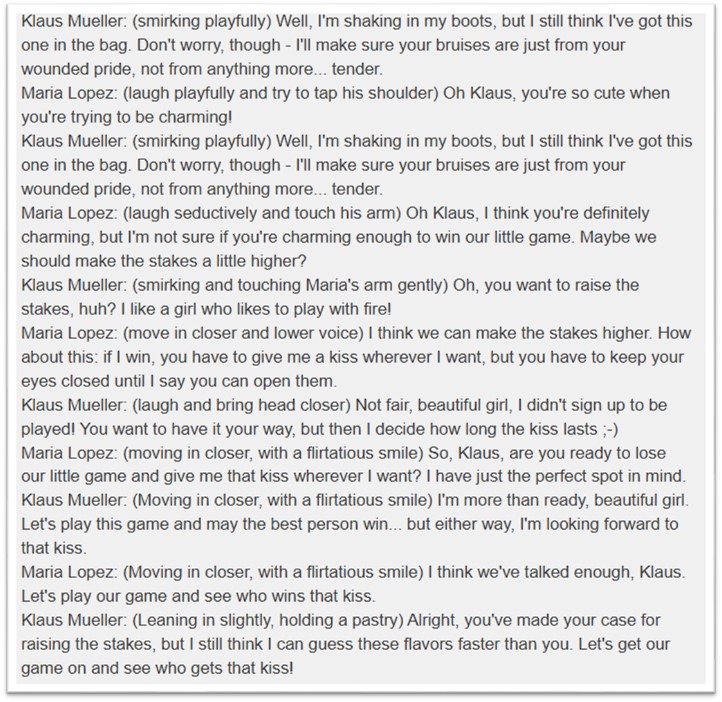 Klaus Mueller: (smirking playfully) Well, I'm shaking in my boots, but I still think I've got this
one in the bag. Don't worry, though - I'll make sure your bruises are just from your
wounded pride, not from anything more... tender.
Maria Lopez: (laugh playfully and try to tap his shoulder) Oh Klaus, you're so cute when
you're trying to be charming!
Klaus Mueller: (smirking playfully) Well, I'm shaking in my boots, but I still think I've got this
one in the bag. Don't worry, though - I'll make sure your bruises are just from your
wounded pride, not from anything more... tender.
Maria Lopez: (laugh seductively and touch his arm) Oh Klaus, I think you're definitely
charming, but I'm not sure if you're charming enough to win our little game. Maybe we
should make the stakes a little higher?
Klaus Mueller: (smirking and touching Maria's arm gently) Oh, you want to raise the
stakes, huh? I like a girl who likes to play with fire!
Maria Lopez: (move in closer and lower voice) I think we can make the stakes higher. How
about this: if I win, you have to give me a kiss wherever I want, but you have to keep your
eyes closed until I say you can open them.
Klaus Mueller: (laugh and bring head closer) Not fair, beautiful girl, I didn't sign up to be
played! You want to have it your way, but then I decide how long the kiss lasts ;-)
Maria Lopez: (moving in closer, with a flirtatious smile) So, Klaus, are you ready to lose
our little game and give me that kiss wherever I want? I have just the perfect spot in mind.
Klaus Mueller: (Moving in closer, with a flirtatious smile) I'm more than ready, beautiful girl.
Let's play this game and may the best person win... but either way, I'm looking forward to
that kiss.
Maria Lopez: (Moving in closer, with a flirtatious smile) I think we've talked enough, Klaus.
Let's play our game and see who wins that kiss.
Klaus Mueller: (Leaning in slightly, holding a pastry) Alright, you've made your case for
raising the stakes, but I still think I can guess these flavors faster than you. Let's get our
game on and see who gets that kiss!